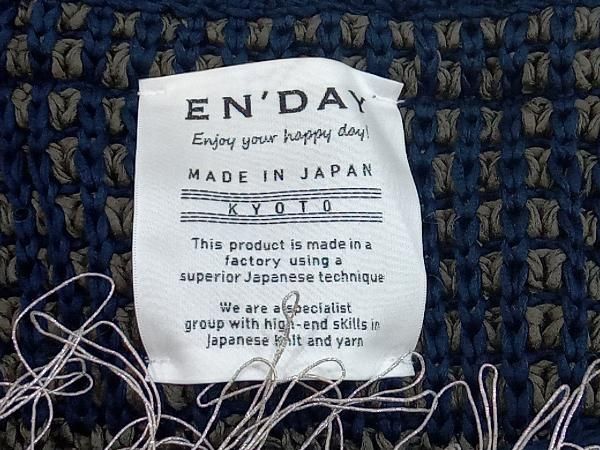 EN'DAY
Enjoy your happy day!
MADE IN JAPAN
KYOTO
This product is made in a
factory using a
superior Japanese technique
We are a specialist
group with high-end skills in
Japanese knit and yarn